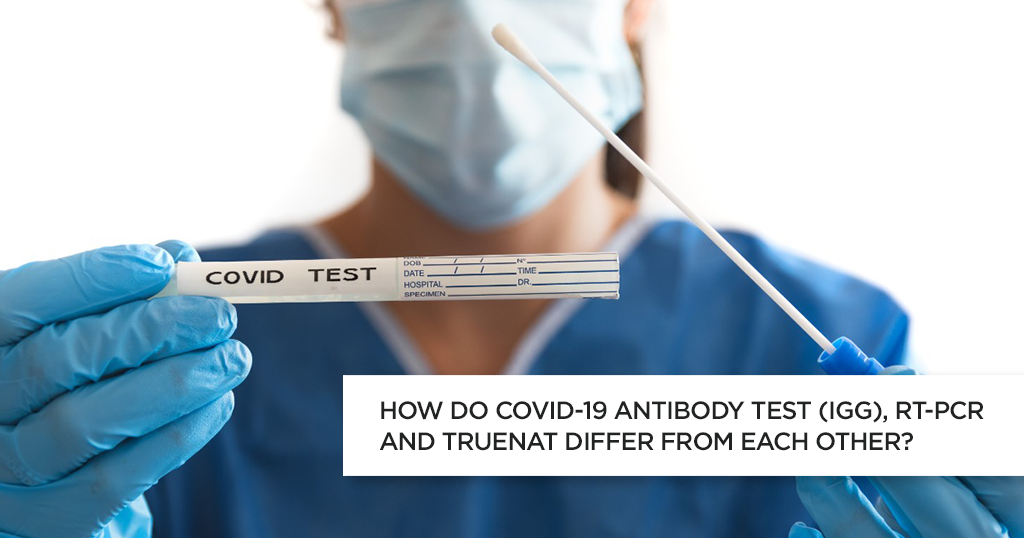 COVID TEST
DOB / / Nº
DATE / / TIME
HOSPITAL DR.
SPECIMEN
HOW DO COVID-19 ANTIBODY TEST (IGG), RT-PCR
AND TRUENAT DIFFER FROM EACH OTHER?